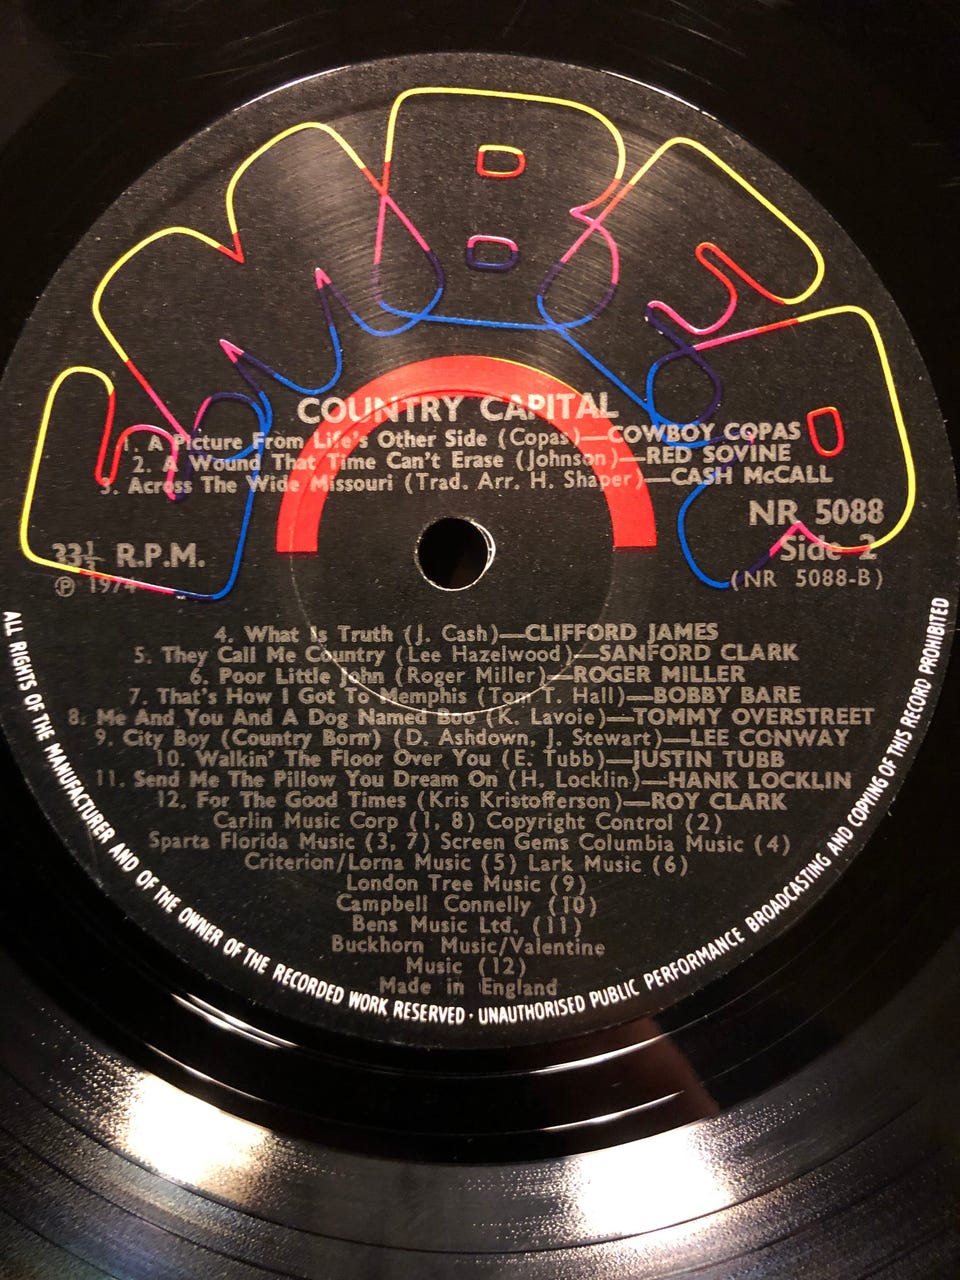 EMBER
COUNTRY CAPITAL
1. A Picture From Life's Other Side (Copas)—COWBOY COPAS
2. A Wound That Time Can't Erase (Johnson)—RED SOVINE
3. Across The Wide Missouri (Trad. Arr. H. Shaper)—CASH McCALL
NR 5088
33⅓ R.P.M.
Side 2
Ⓟ 1974
(NR 5088-B)
4. What Is Truth (J. Cash)—CLIFFORD JAMES
5. They Call Me Country (Lee Hazelwood)—SANFORD CLARK
6. Poor Little John (Roger Miller)—ROGER MILLER
7. That's How I Got To Memphis (Tom T. Hall)—BOBBY BARE
8. Me And You And A Dog Named Boo (K. Lavoie)—TOMMY OVERSTREET
9. City Boy (Country Born) (D. Ashdown, J. Stewart)—LEE CONWAY
10. Walkin' The Floor Over You (E. Tubb)—JUSTIN TUBB
11. Send Me The Pillow You Dream On (H. Locklin)—HANK LOCKLIN
12. For The Good Times (Kris Kristofferson)—ROY CLARK
Carlin Music Corp (1, 8) Copyright Control (2)
Sparta Florida Music (3, 7) Screen Gems Columbia Music (4)
Criterion/Lorna Music (5) Lark Music (6)
London Tree Music (9)
Campbell Connelly (10)
Bens Music Ltd. (11)
Buckhorn Music/Valentine
Music (12)
Made in England
ALL RIGHTS OF THE MANUFACTURER AND OF THE OWNER OF THE RECORDED WORK RESERVED · UNAUTHORISED PUBLIC PERFORMANCE BROADCASTING AND COPYING OF THIS RECORD PROHIBITED